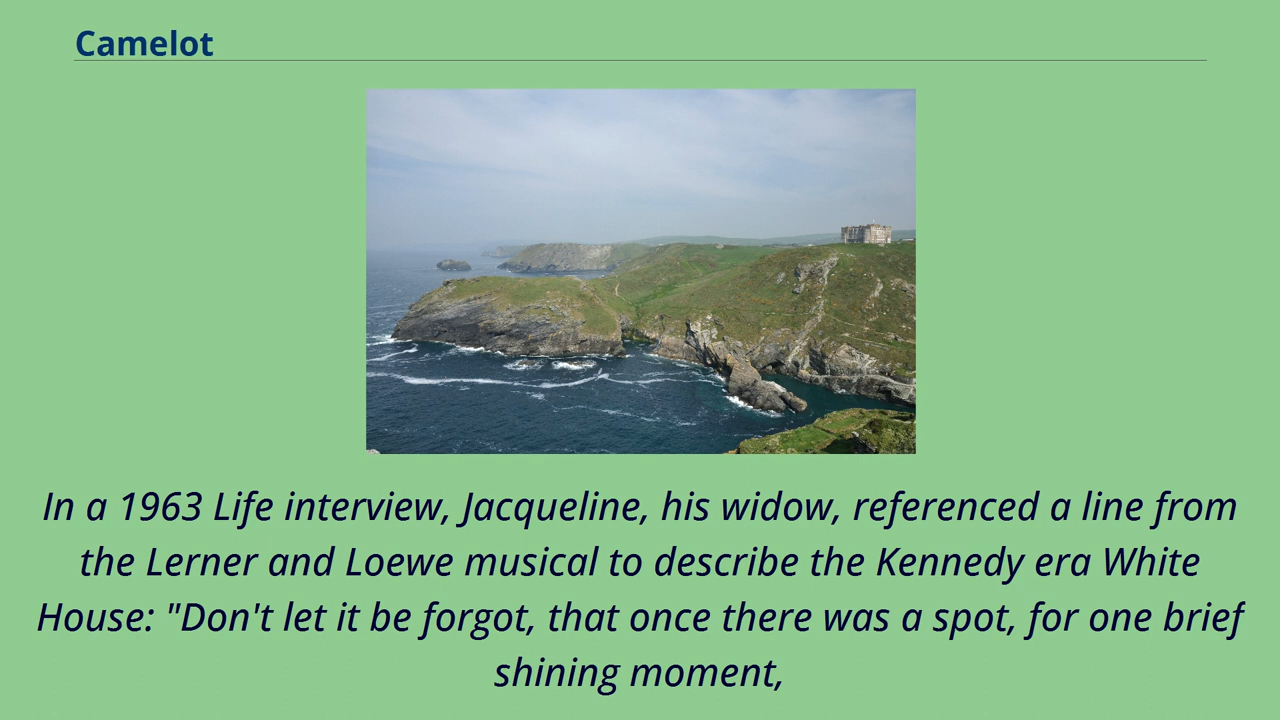 Camelot
In a 1963 Life interview, Jacqueline, his widow, referenced a line from
the Lerner and Loewe musical to describe the Kennedy era White
House: "Don't let it be forgot, that once there was a spot, for one brief
shining moment,